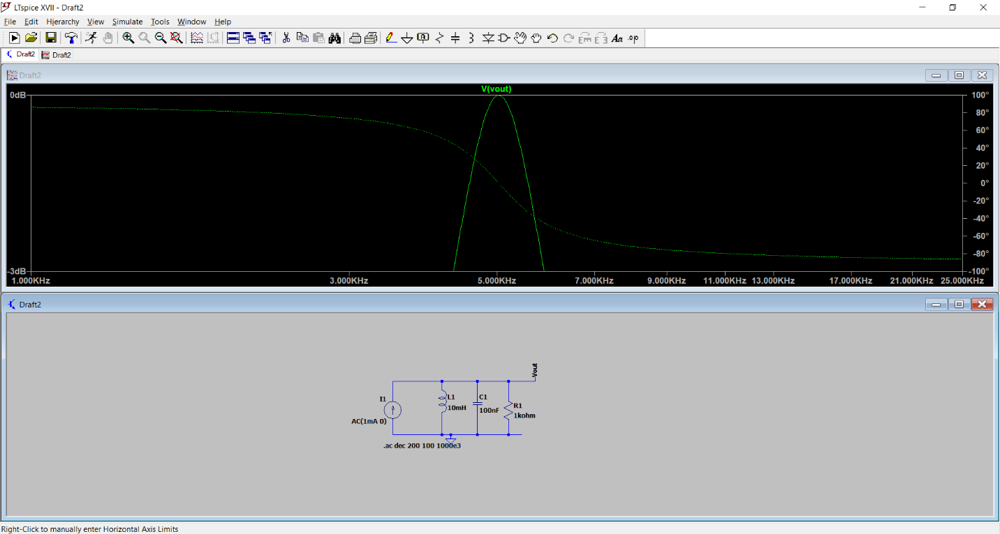 LTspice XVII - Draft2
File Edit Hierarchy View Simulate Tools Window Help
Draft2 Draft2
Draft2
V(vout)
0dB
-3dB
100°
80°
60°
40°
20°
0°
-20°
-40°
-60°
-80°
-100°
1.000KHz 3.000KHz 5.000KHz 7.000KHz 9.000KHz 11.000KHz 13.000KHz 17.000KHz 21.000KHz 25.000KHz
Draft2
Vout
I1
AC(1mA 0)
L1
10mH
C1
100nF
R1
1kohm
.ac dec 200 100 1000e3
Right-Click to manually enter Horizontal Axis Limits